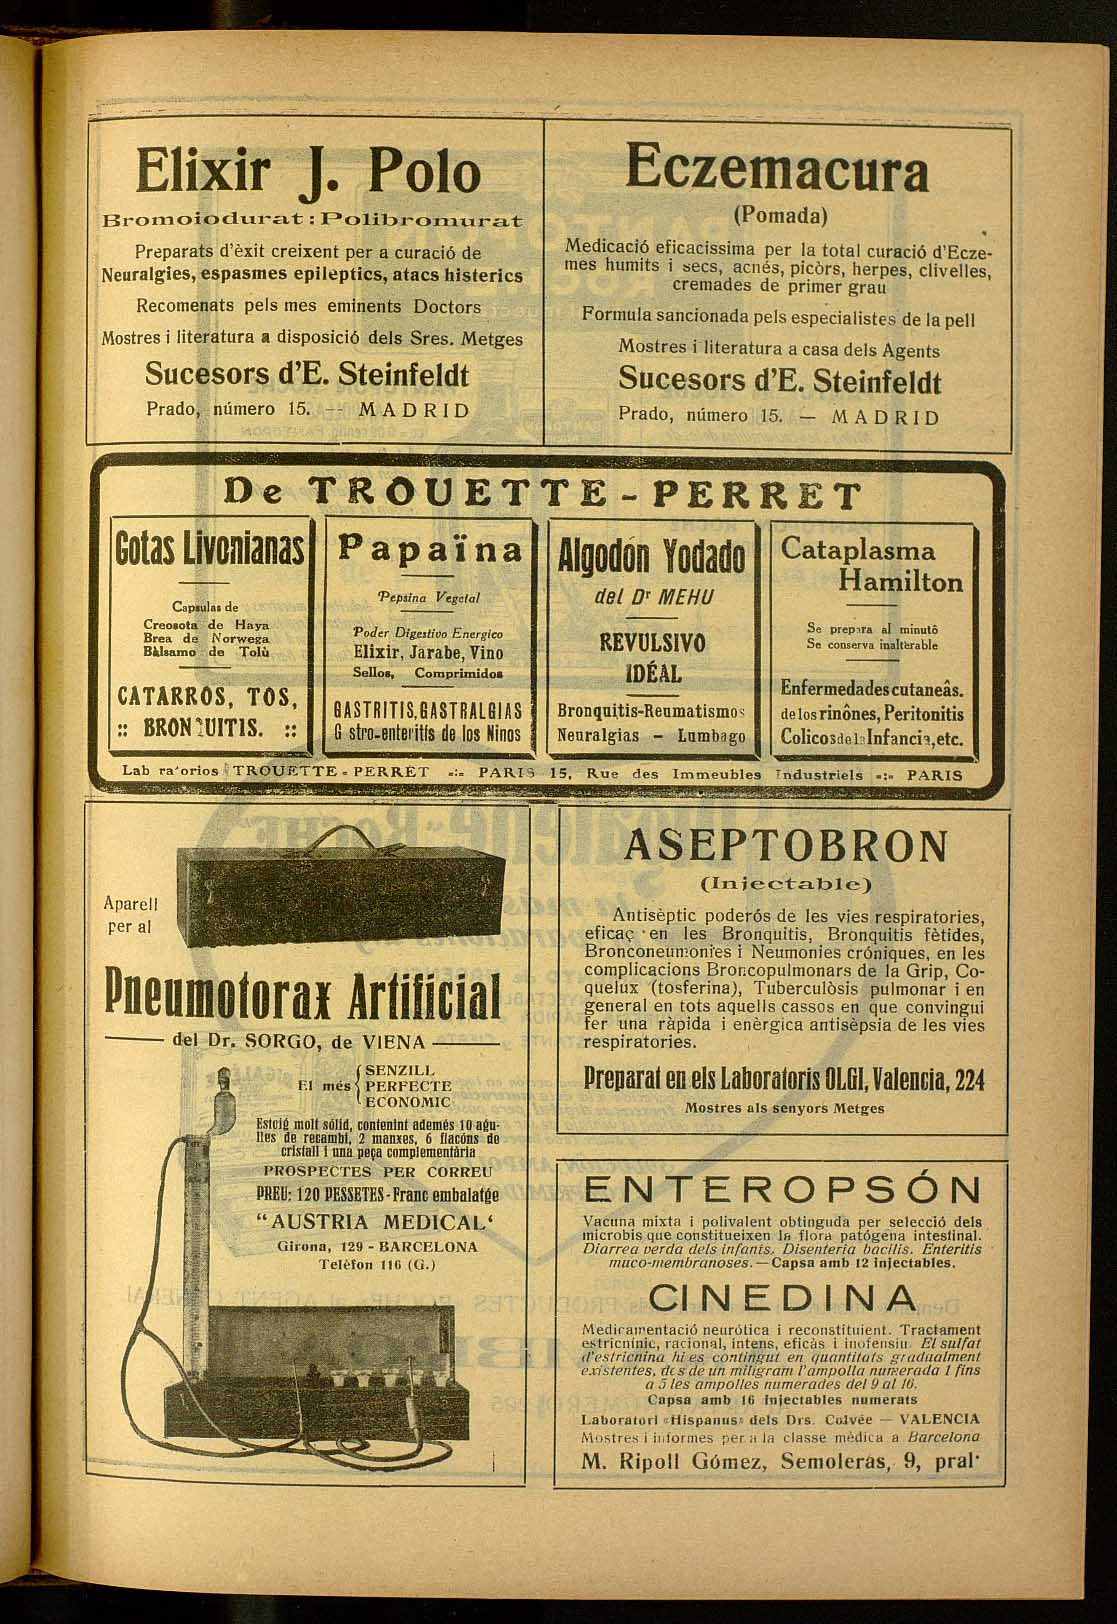 Elixir J. Polo
Bromoiodurat : Polibromurat
Preparats d'èxit creixent per a curació de
Neuralgies, espasmes epileptics, atacs histerics
Recomenats pels mes eminents Doctors
Mostres i literatura a disposició dels Sres. Metges
Sucesors d'E. Steinfeldt
Prado, número 15. -- MADRID
Eczemacura
(Pomada)
Medicació eficacissima per la total curació d'Ecze-
mes humits i secs, acnés, picòrs, herpes, clivelles,
cremades de primer grau
Formula sancionada pels especialistes de la pell
Mostres i literatura a casa dels Agents
Sucesors d'E. Steinfeldt
Prado, número 15. — MADRID
De TROUETTE-PERRET
Gotas Livonianas
Capsulas de
Creosota de Haya
Brea de Norwega
Bàlsamo de Tolù
CATARROS, TOS,
:: BRONQUITIS. ::
Papaïna
Pepsina Vegetal
Poder Digestivo Energico
Elixir, Jarabe, Vino
Sellos, Comprimidos
GASTRITIS, GASTRALGIAS
G stro-enteritis de los Ninos
Algodón Yodado
del Dr MEHU
REVULSIVO
IDÉAL
Bronquitis-Reumatismos
Neuralgias - Lumbago
Cataplasma
Hamilton
Se prepara al minutô
Se conserva inalterable
Enfermedades cutaneâs.
de los rinônes, Peritonitis
Colicos de la Infancia, etc.
Lab ra'orios TROUETTE-PERRET -:- PARIS 15, Rue des Immeubles Industriels -:- PARIS
Aparell
per al
Pneumotorax Artificial
del Dr. SORGO, de VIENA
El més { SENZILL
PERFECTE
ECONOMIC
Estoig molt sólid, contenint ademés 10 agu-
lles de recambi, 2 manxes, 6 flacóns de
cristall i una peça complementària
PROSPECTES PER CORREU
PREU: 120 PESSETES - Franc embalatge
"AUSTRIA MEDICAL'
Girona, 129 - BARCELONA
Telèfon 116 (G.)
ASEPTOBRON
(Injectable)
Antisèptic poderós de les vies respiratories,
eficaç en les Bronquitis, Bronquitis fètides,
Bronconeumonies i Neumonies cróniques, en les
complicacions Broncopulmonars de la Grip, Co-
quelux (tosferina), Tuberculòsis pulmonar i en
general en tots aquells cassos en que convingui
fer una ràpida i enèrgica antisèpsia de les vies
respiratories.
Preparat en els Laboratoris OLGI, Valencia, 224
Mostres als senyors Metges
ENTEROPSÓN
Vacuna mixta i polivalent obtinguda per selecció dels
microbis que constitueixen la flora patógena intestinal.
Diarrea verda dels infants, Disenteria bacilis. Enteritis
muco-membranoses. — Capsa amb 12 injectables.
CINEDINA
Medicamentació neurótica i reconstituient. Tractament
estricninic, racional, intens, eficàs i inofensiu. El sulfat
d'estricnina hi es contingut en quantitats gradualment
existentes, des de un miligram l'ampolla numerada 1 fins
a 5 les ampolles numerades del 9 al 16.
Capsa amb 16 injectables numerats
Laboratori «Hispanus» dels Drs. Colvée — VALENCIA
Mostres i informes per a la classe mèdica a Barcelona
M. Ripoll Gómez, Semoleras, 9, pral·